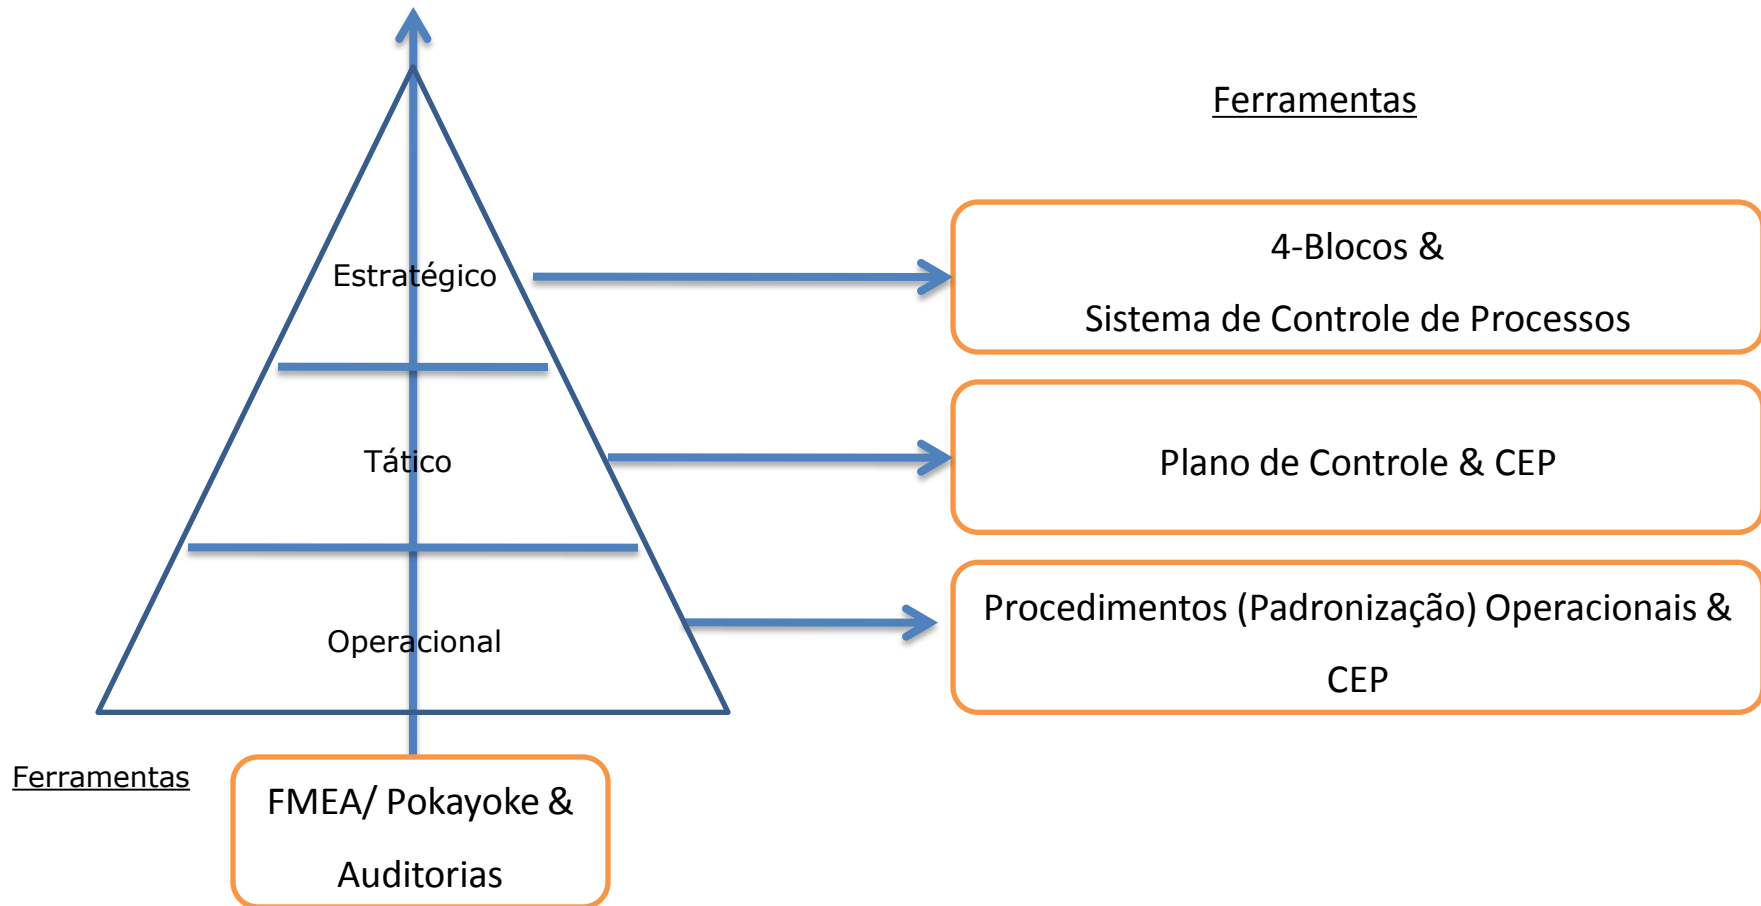 Ferramentas
Estratégico
4-Blocos &
Sistema de Controle de Processos
Tático
Plano de Controle & CEP
Operacional
Procedimentos (Padronização) Operacionais &
CEP
Ferramentas
FMEA/ Pokayoke &
Auditorias